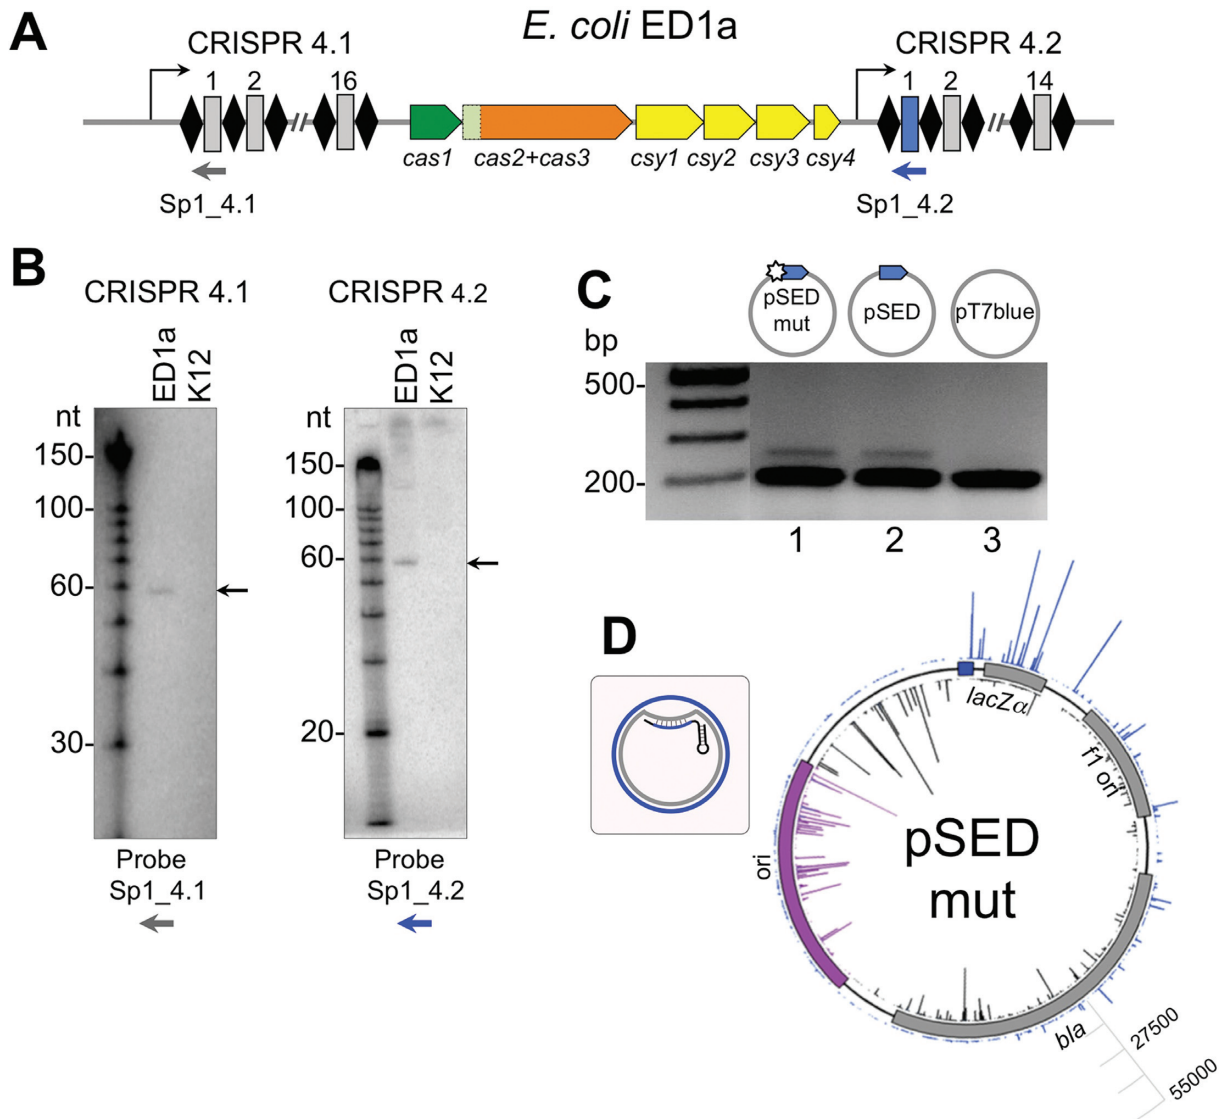 A
E. coli ED1a
CRISPR 4.1
CRISPR 4.2
1 2 16
1 2 14
cas1 cas2+cas3 csy1 csy2 csy3 csy4
Sp1_4.1
Sp1_4.2
B
CRISPR 4.1
ED1a
K12
nt
150
100
60
30
Probe
Sp1_4.1
CRISPR 4.2
ED1a
K12
nt
150
100
60
20
Probe
Sp1_4.2
C
pSED
mut
pSED
pT7blue
bp
500
200
1 2 3
D
lacZα
f1 ori
ori
pSED
mut
bla
27500
55000